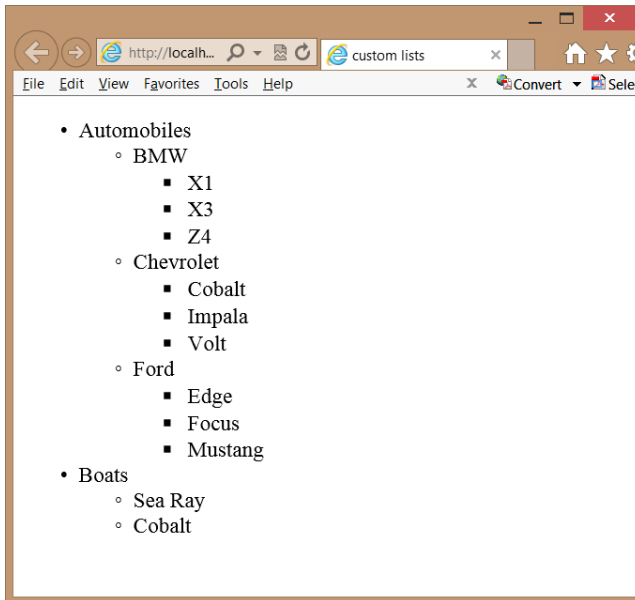 http://localh...
custom lists
File Edit View Favorites Tools Help
x Convert Sele
• Automobiles
◦ BMW
▪ X1
▪ X3
▪ Z4
◦ Chevrolet
▪ Cobalt
▪ Impala
▪ Volt
◦ Ford
▪ Edge
▪ Focus
▪ Mustang
• Boats
◦ Sea Ray
◦ Cobalt